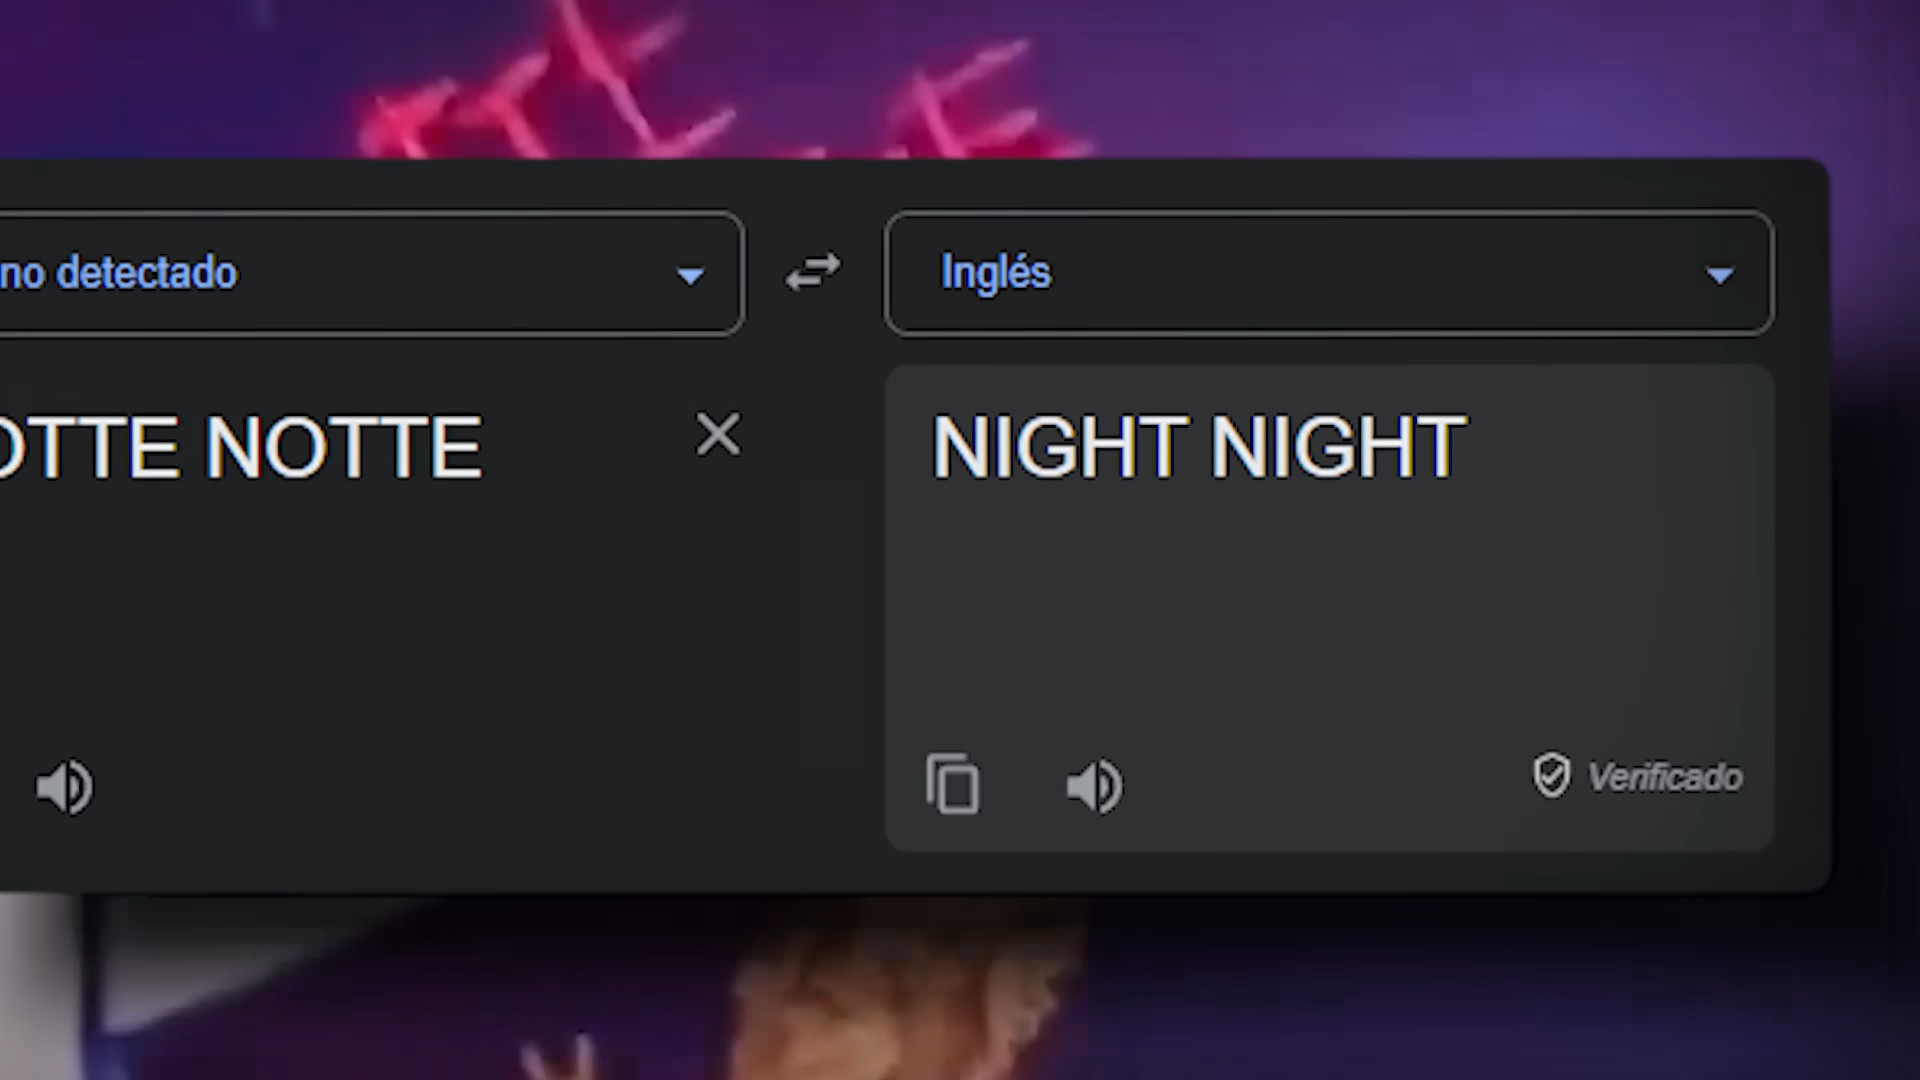 no detectado
Inglés
OTTE NOTTE
NIGHT NIGHT
Verificado